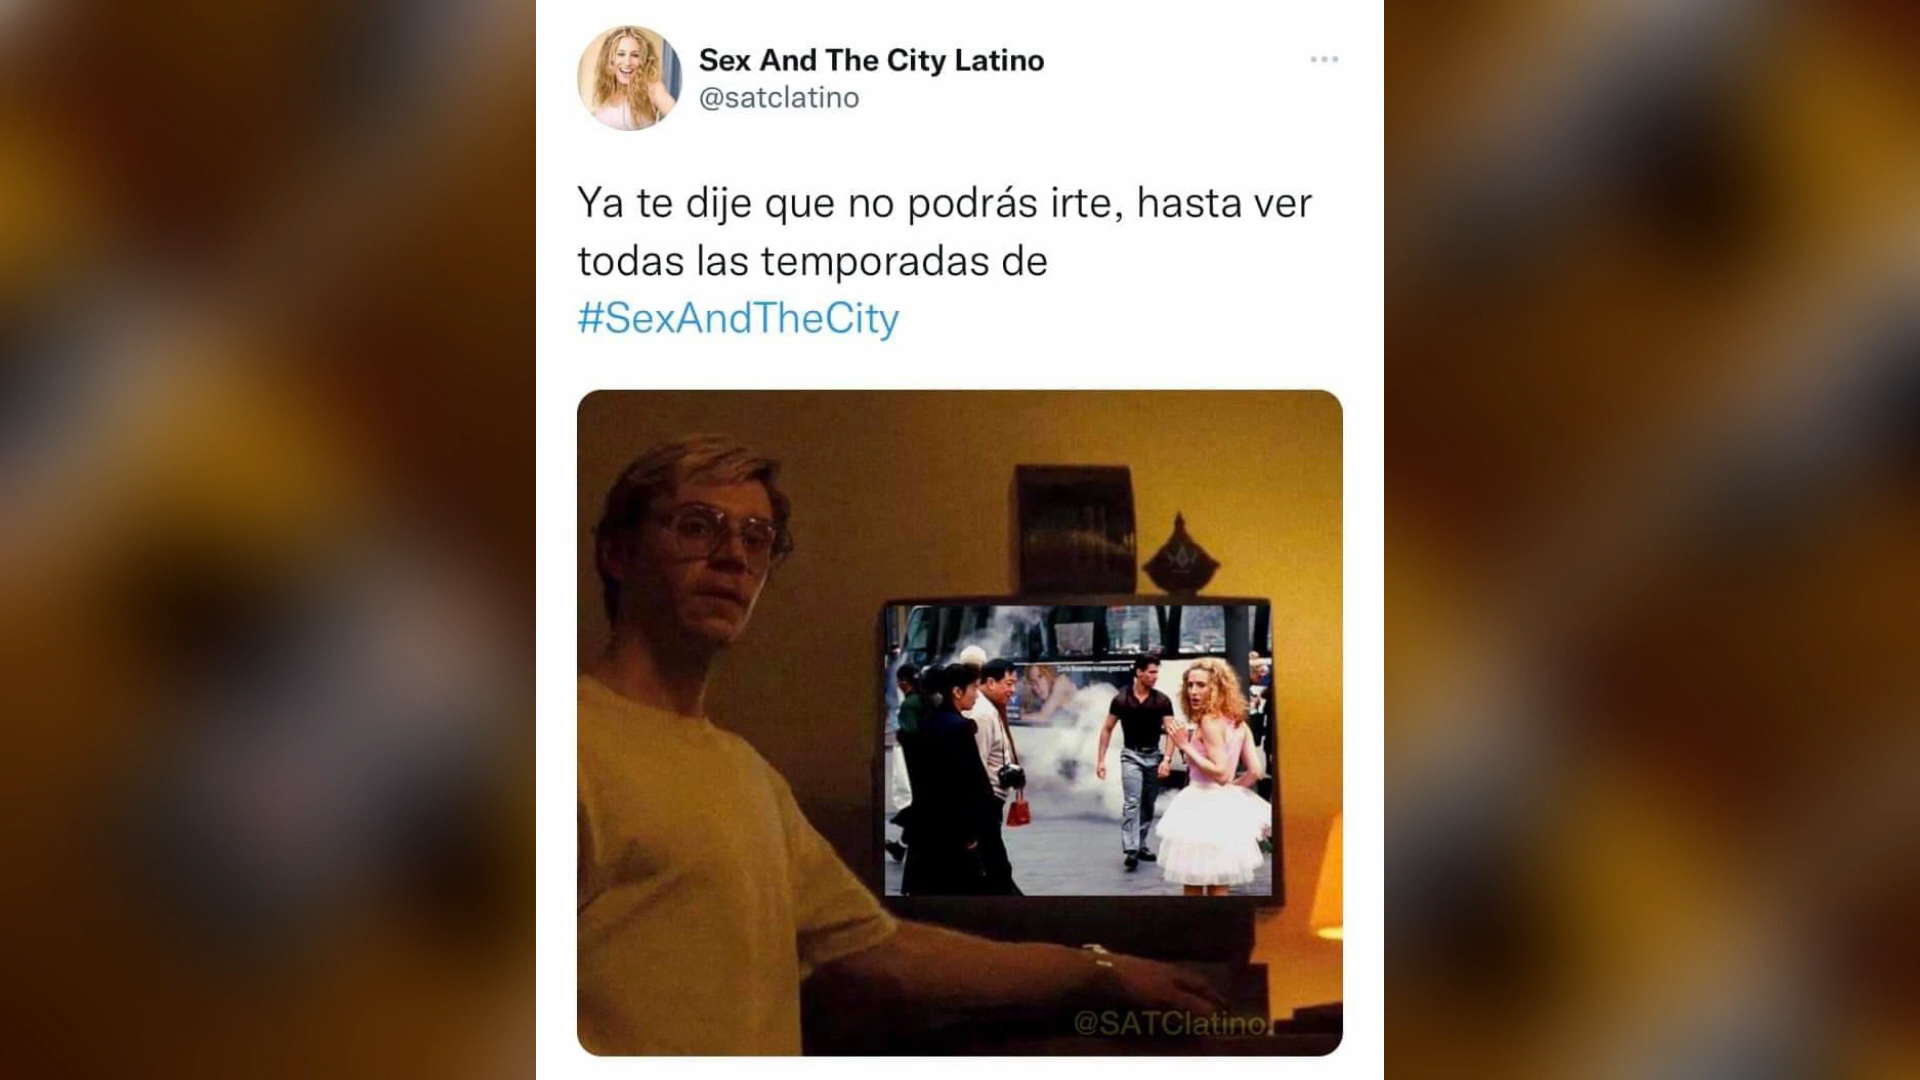 Sex And The City Latino
@satclatino
Ya te dije que no podrás irte, hasta ver
todas las temporadas de
#SexAndTheCity
@SATClatino